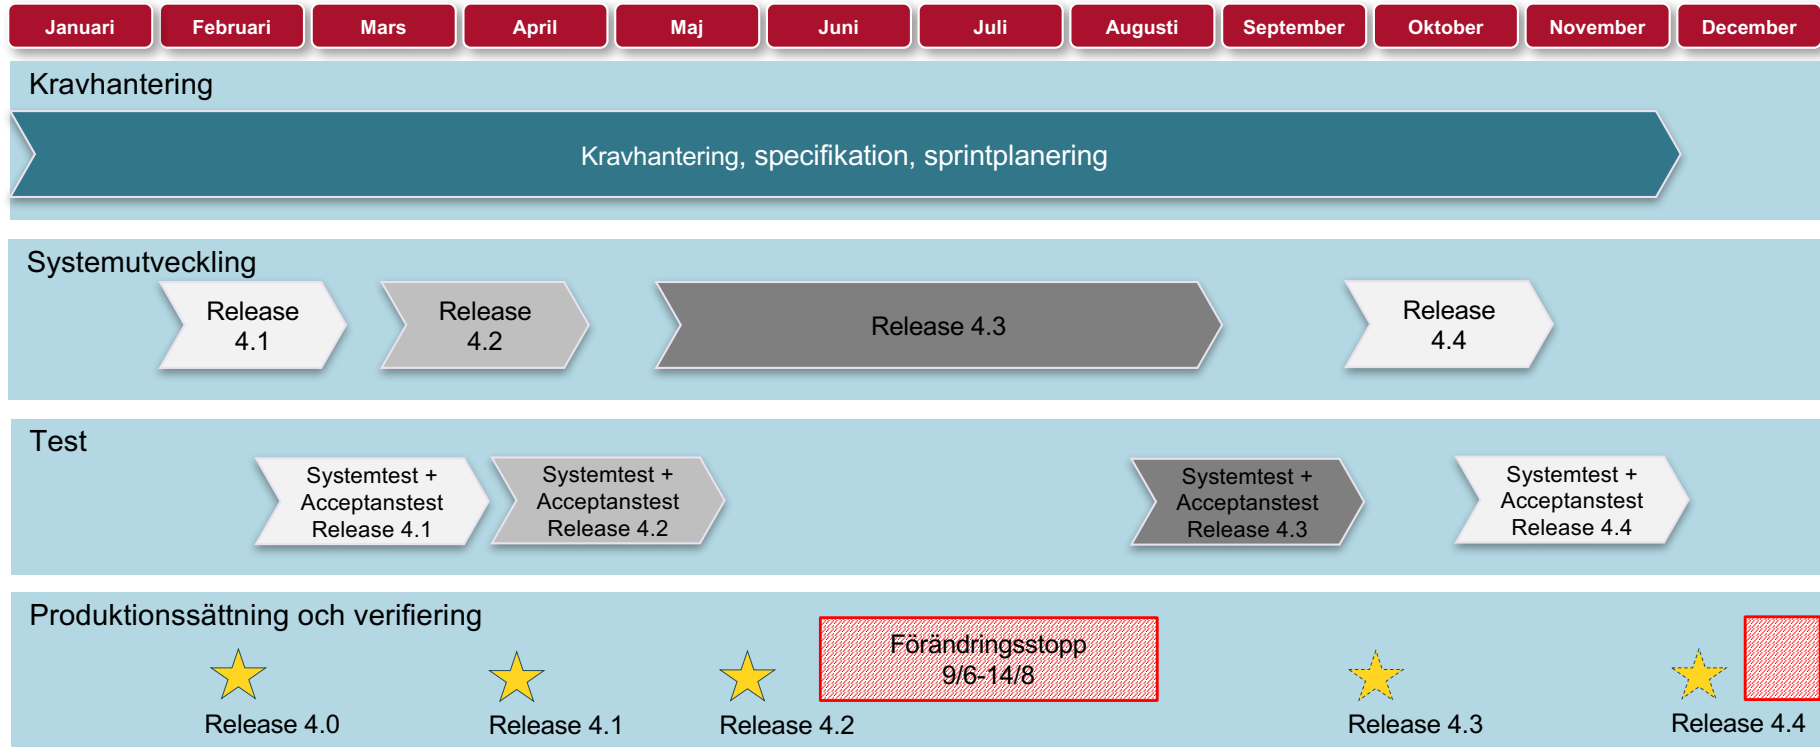 Januari
Februari
Mars
April
Maj
Juni
Juli
Augusti
September
Oktober
November
December
Kravhantering
Kravhantering, specifikation, sprintplanering
Systemutveckling
Release
4.1
Release
4.2
Release 4.3
Release
4.4
Test
Systemtest +
Acceptanstest
Release 4.1
Systemtest +
Acceptanstest
Release 4.2
Systemtest +
Acceptanstest
Release 4.3
Systemtest +
Acceptanstest
Release 4.4
Produktionssättning och verifiering
Förändringsstopp
9/6-14/8
Release 4.0
Release 4.1
Release 4.2
Release 4.3
Release 4.4